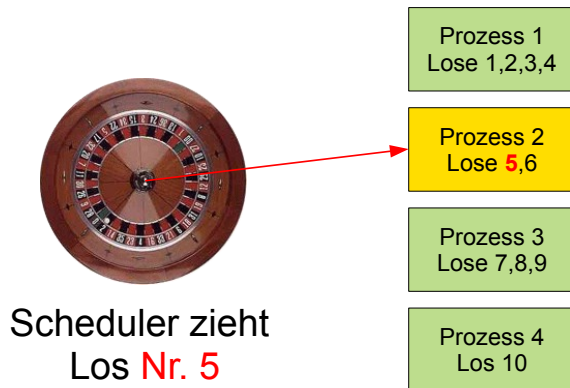 Prozess 1
Lose 1,2,3,4
Prozess 2
Lose 5,6
Prozess 3
Lose 7,8,9
Prozess 4
Los 10
Scheduler zieht
Los Nr. 5